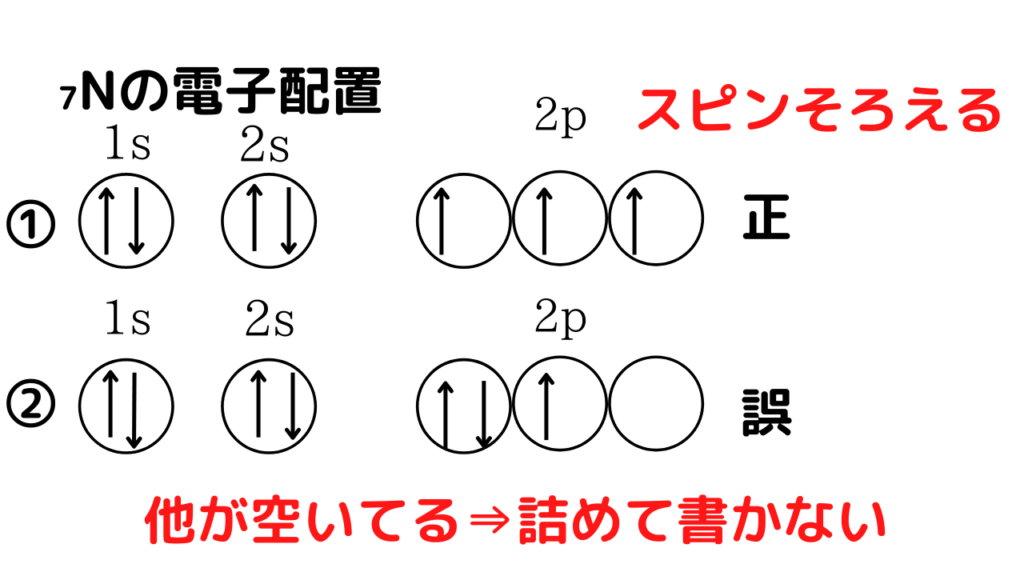 ₇Nの電子配置
スピンそろえる
1s 2s 2p
① 正
1s 2s 2p
② 誤
他が空いてる⇒詰めて書かない